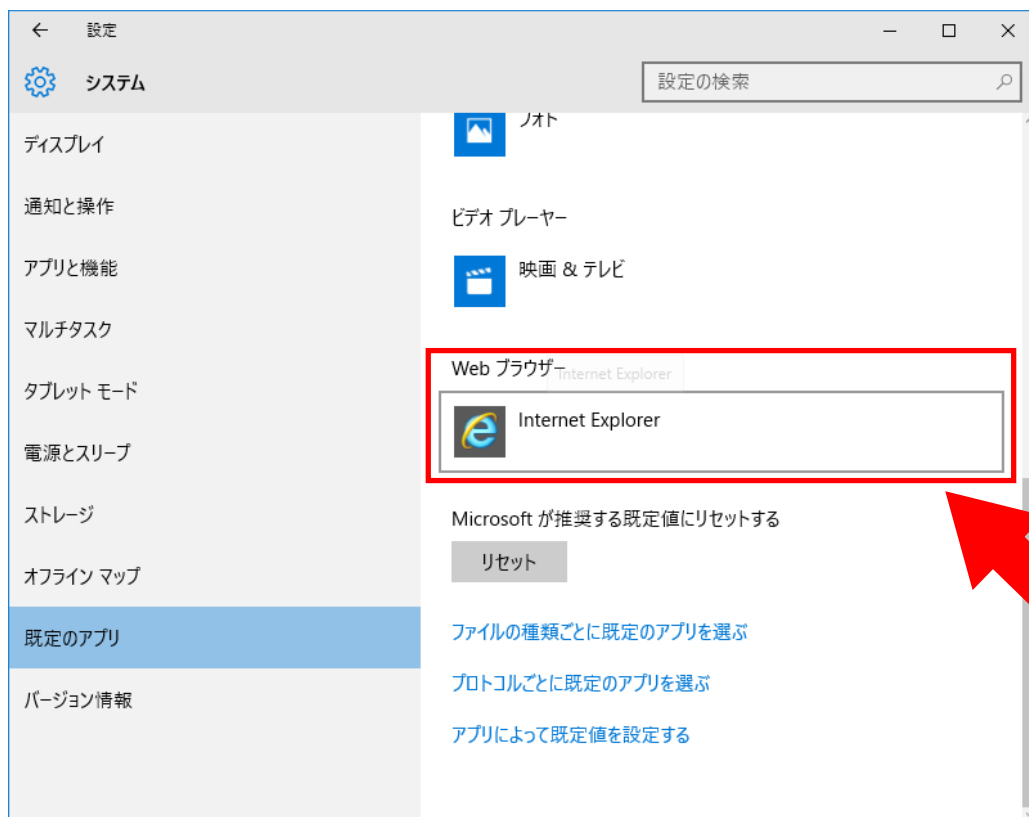 設定
システム
設定の検索
ディスプレイ
通知と操作
アプリと機能
マルチタスク
タブレット モード
電源とスリープ
ストレージ
オフライン マップ
既定のアプリ
バージョン情報
フォト
ビデオ プレーヤー
映画 & テレビ
Web ブラウザー
Internet Explorer
Internet Explorer
Microsoft が推奨する既定値にリセットする
リセット
ファイルの種類ごとに既定のアプリを選ぶ
プロトコルごとに既定のアプリを選ぶ
アプリによって既定値を設定する